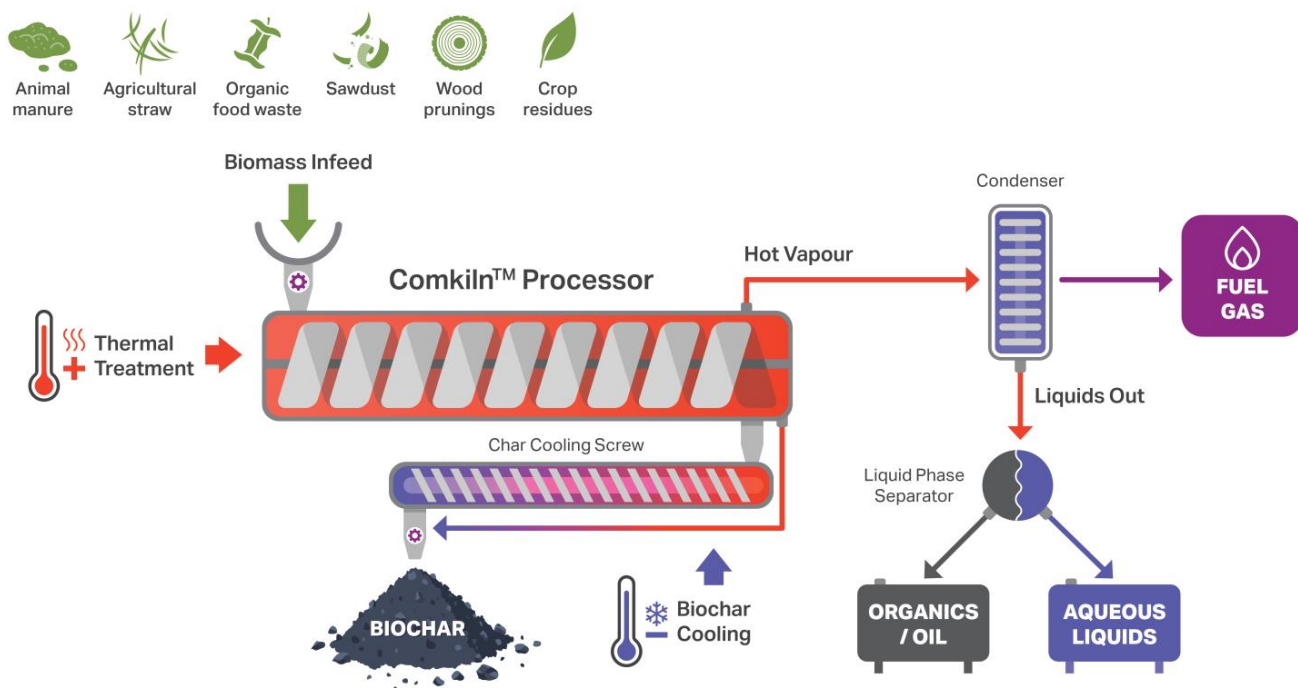 Animal
manure
Agricultural
straw
Organic
food waste
Sawdust
Wood
prunings
Crop
residues
Biomass Infeed
Condenser
Hot Vapour
FUEL
GAS
Comkiln™ Processor
Thermal
Treatment
Liquids Out
Char Cooling Screw
Liquid Phase
Separator
Biochar
Cooling
BIOCHAR
ORGANICS
/ OIL
AQUEOUS
LIQUIDS